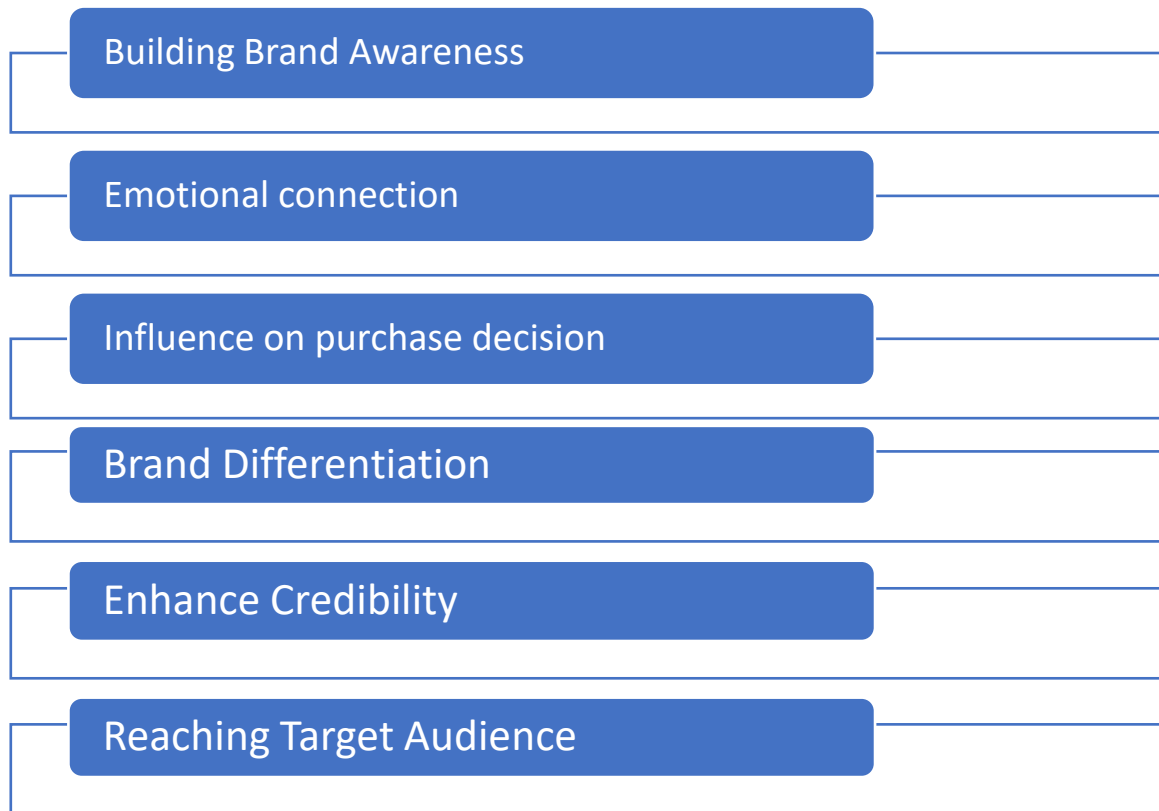 Building Brand Awareness
Emotional connection
Influence on purchase decision
Brand Differentiation
Enhance Credibility
Reaching Target Audience